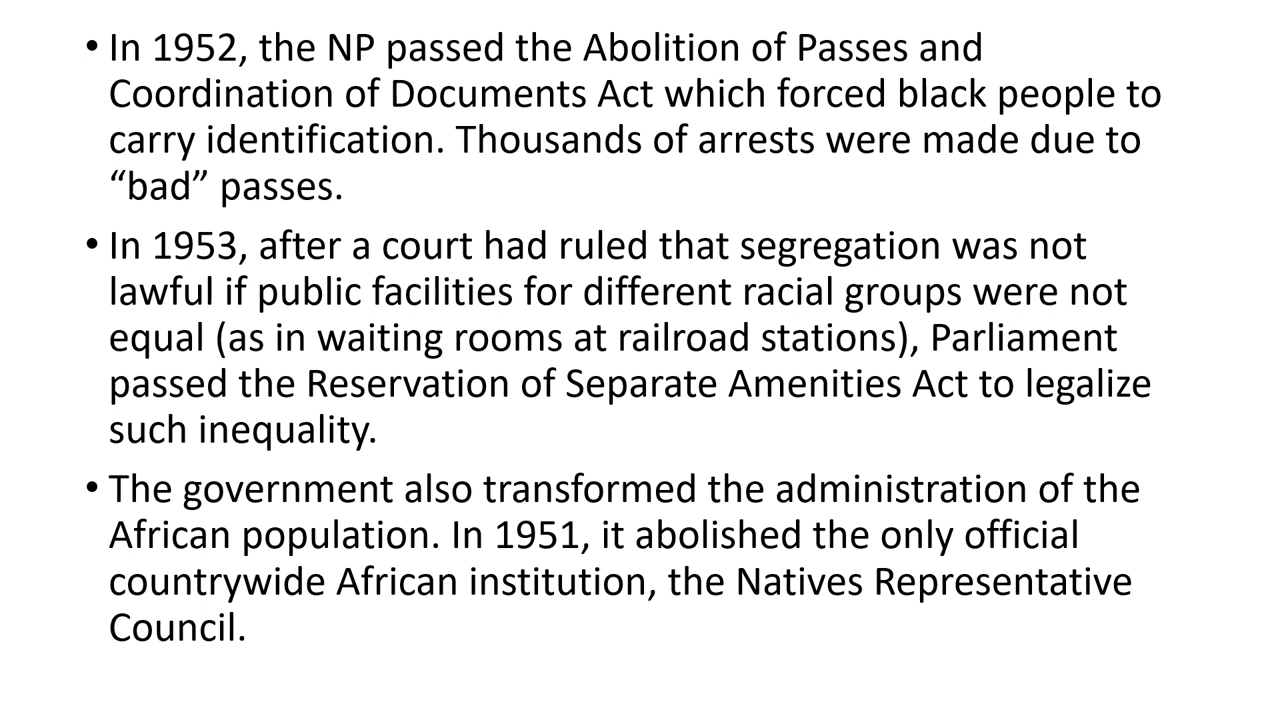 • In 1952, the NP passed the Abolition of Passes and
Coordination of Documents Act which forced black people to
carry identification. Thousands of arrests were made due to
“bad” passes.
• In 1953, after a court had ruled that segregation was not
lawful if public facilities for different racial groups were not
equal (as in waiting rooms at railroad stations), Parliament
passed the Reservation of Separate Amenities Act to legalize
such inequality.
• The government also transformed the administration of the
African population. In 1951, it abolished the only official
countrywide African institution, the Natives Representative
Council.